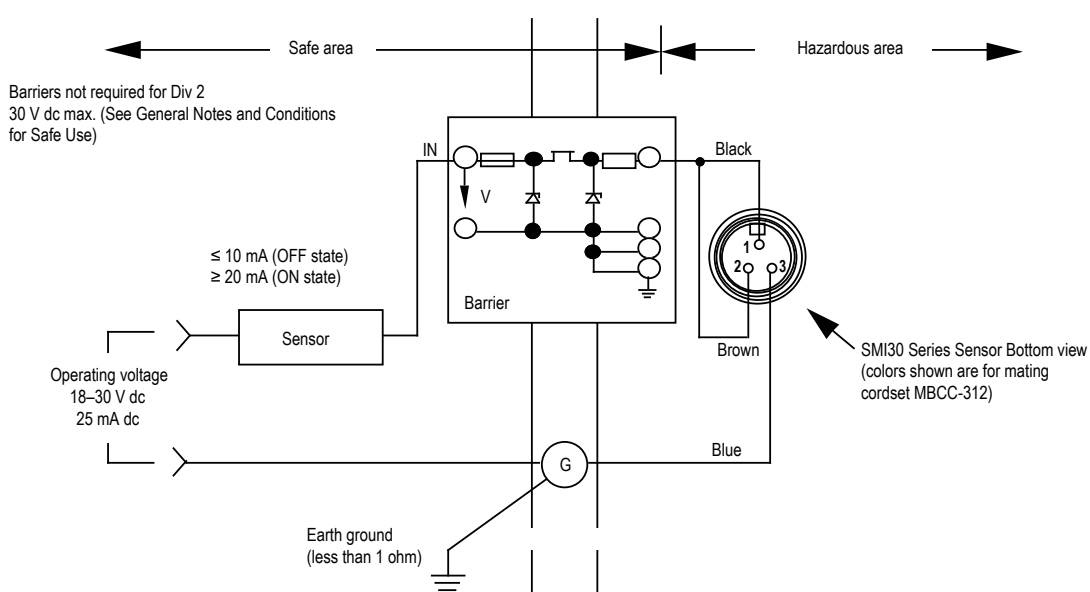 Safe area
Hazardous area
Barriers not required for Div 2
30 V dc max. (See General Notes and Conditions
for Safe Use)
IN
Black
V
1
2
3
≤ 10 mA (OFF state)
≥ 20 mA (ON state)
Barrier
Sensor
Brown
SMI30 Series Sensor Bottom view
(colors shown are for mating
cordset MBCC-312)
Operating voltage
18–30 V dc
25 mA dc
Blue
G
Earth ground
(less than 1 ohm)